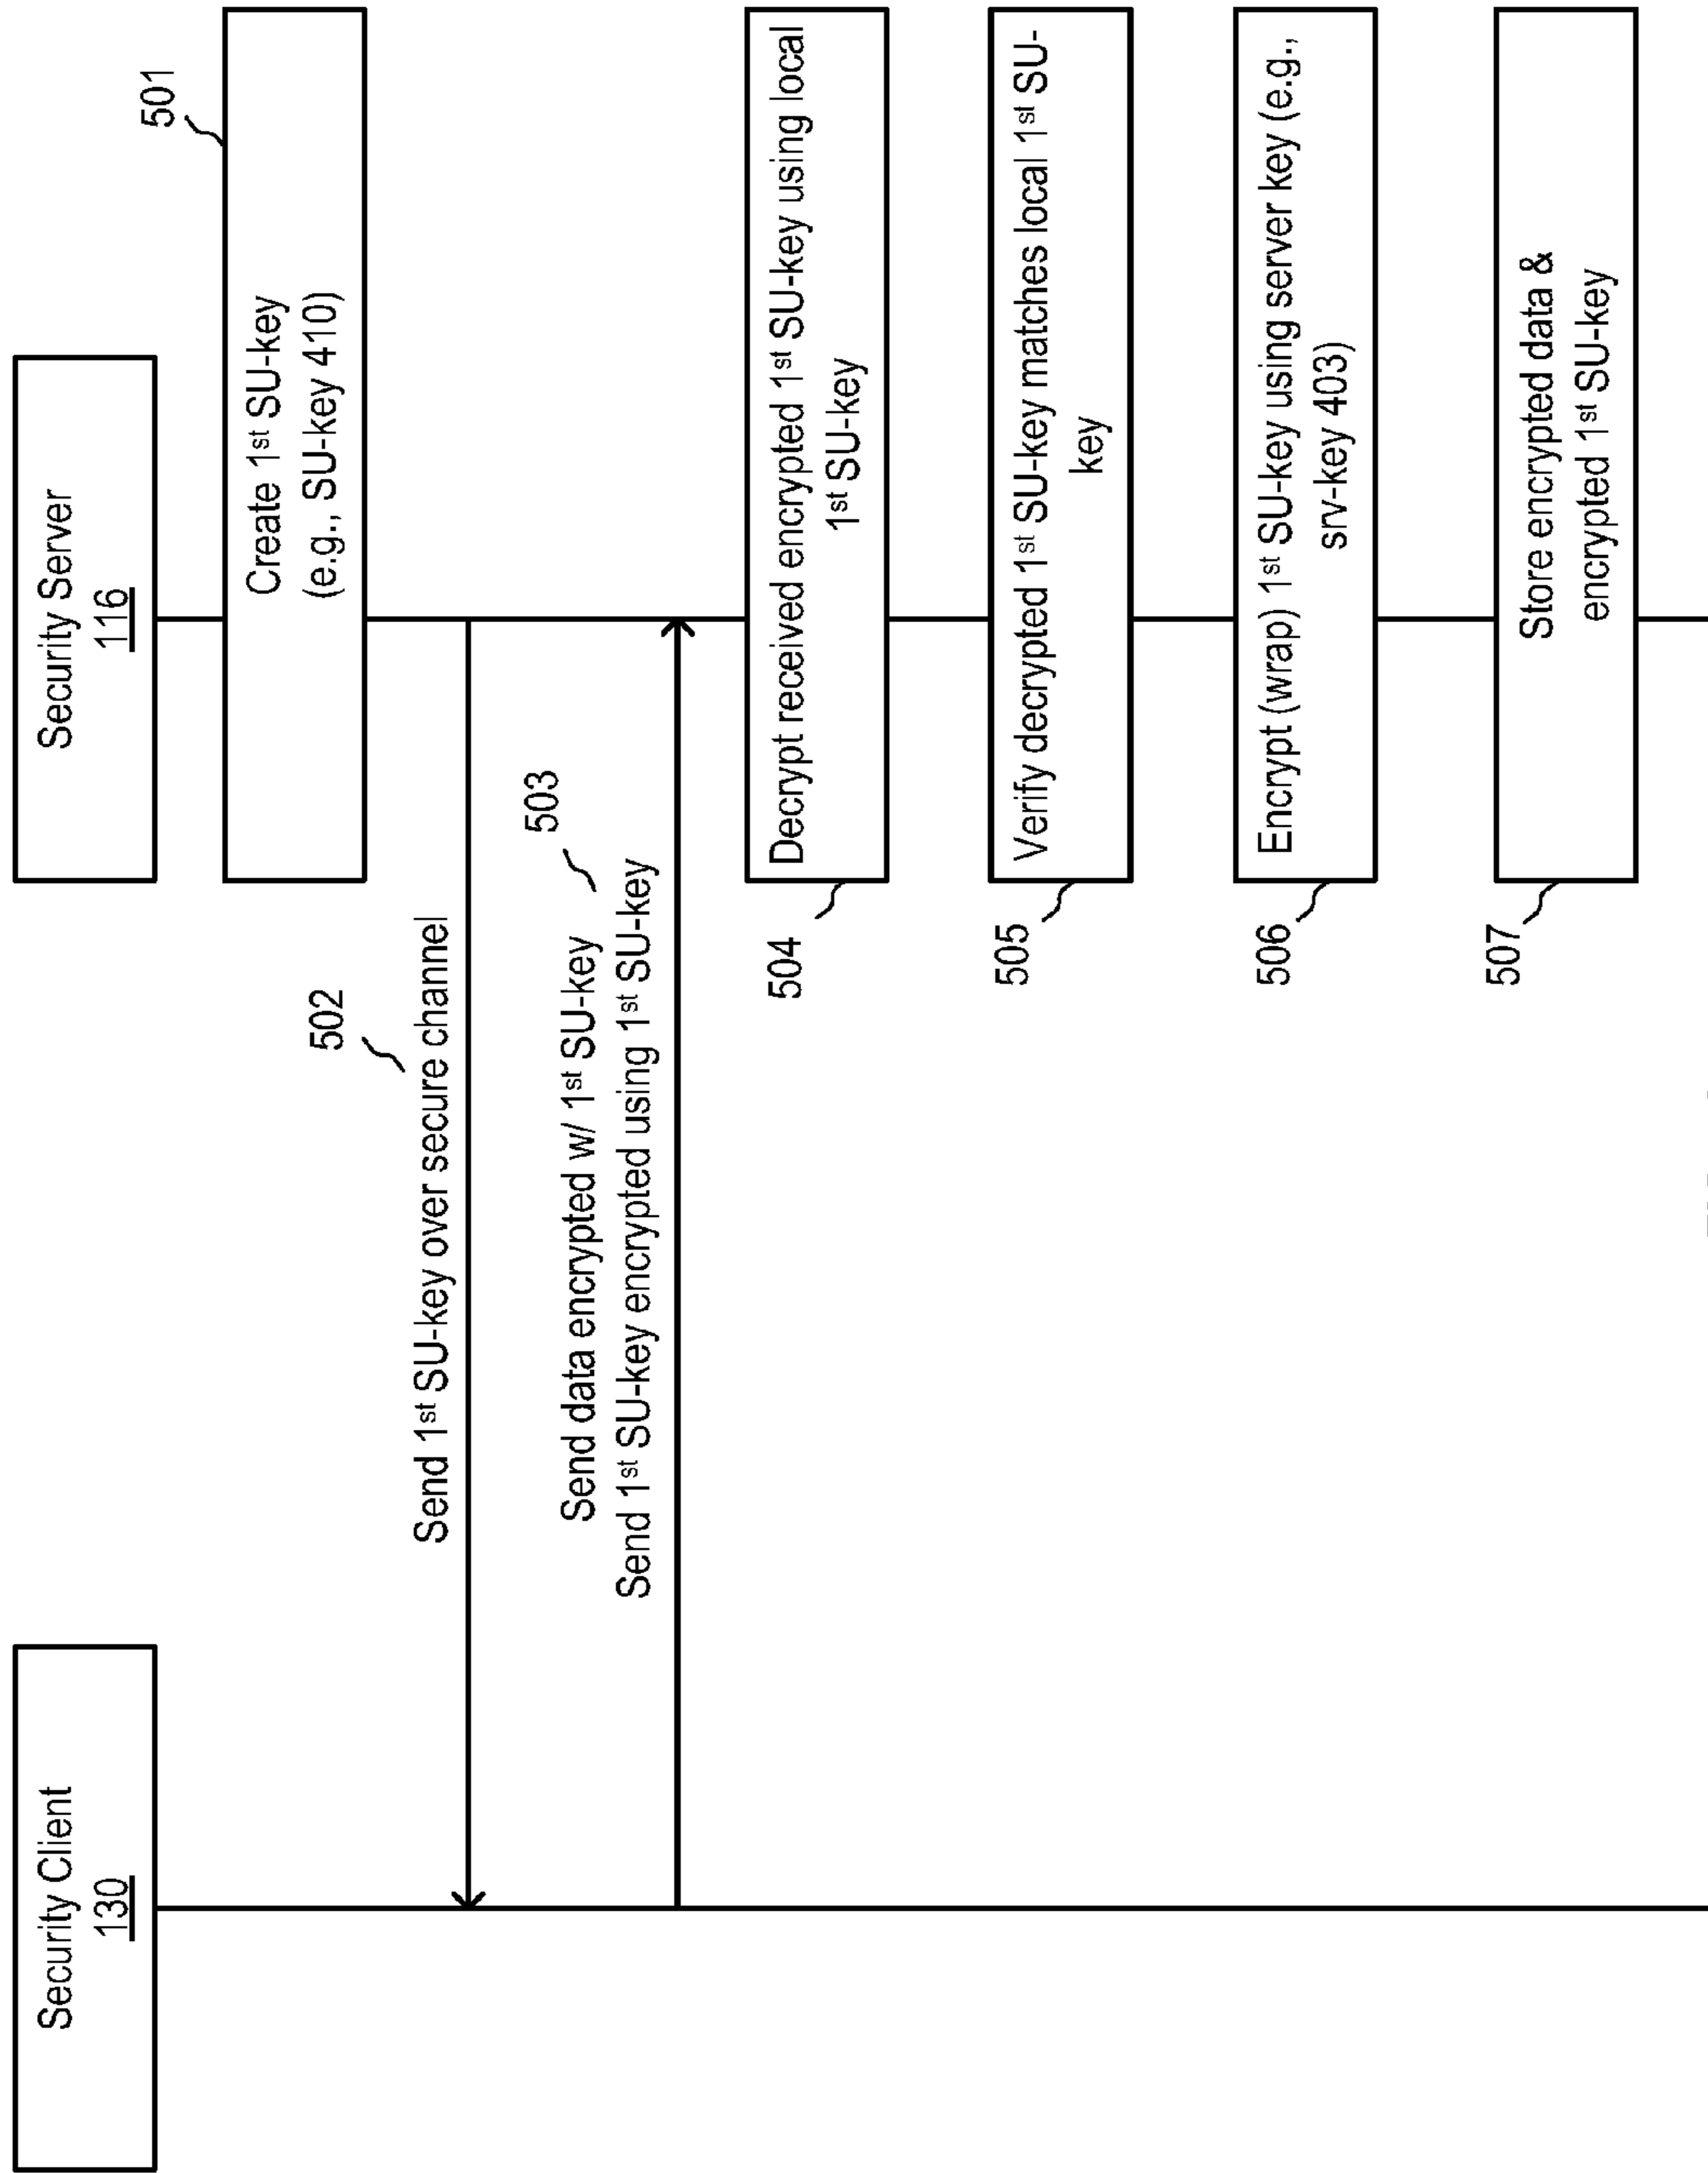 Security Client
130
Security Server
116
501
Create 1st SU-key
(e.g., SU-key 410)
502
Send 1st SU-key over secure channel
503
Send data encrypted w/ 1st SU-key
Send 1st SU-key encrypted using 1st SU-key
504
Decrypt received encrypted 1st SU-key using local
1st SU-key
505
Verify decrypted 1st SU-key matches local 1st SU-
key
506
Encrypt (wrap) 1st SU-key using server key (e.g.,
srv-key 403)
507
Store encrypted data &
encrypted 1st SU-key